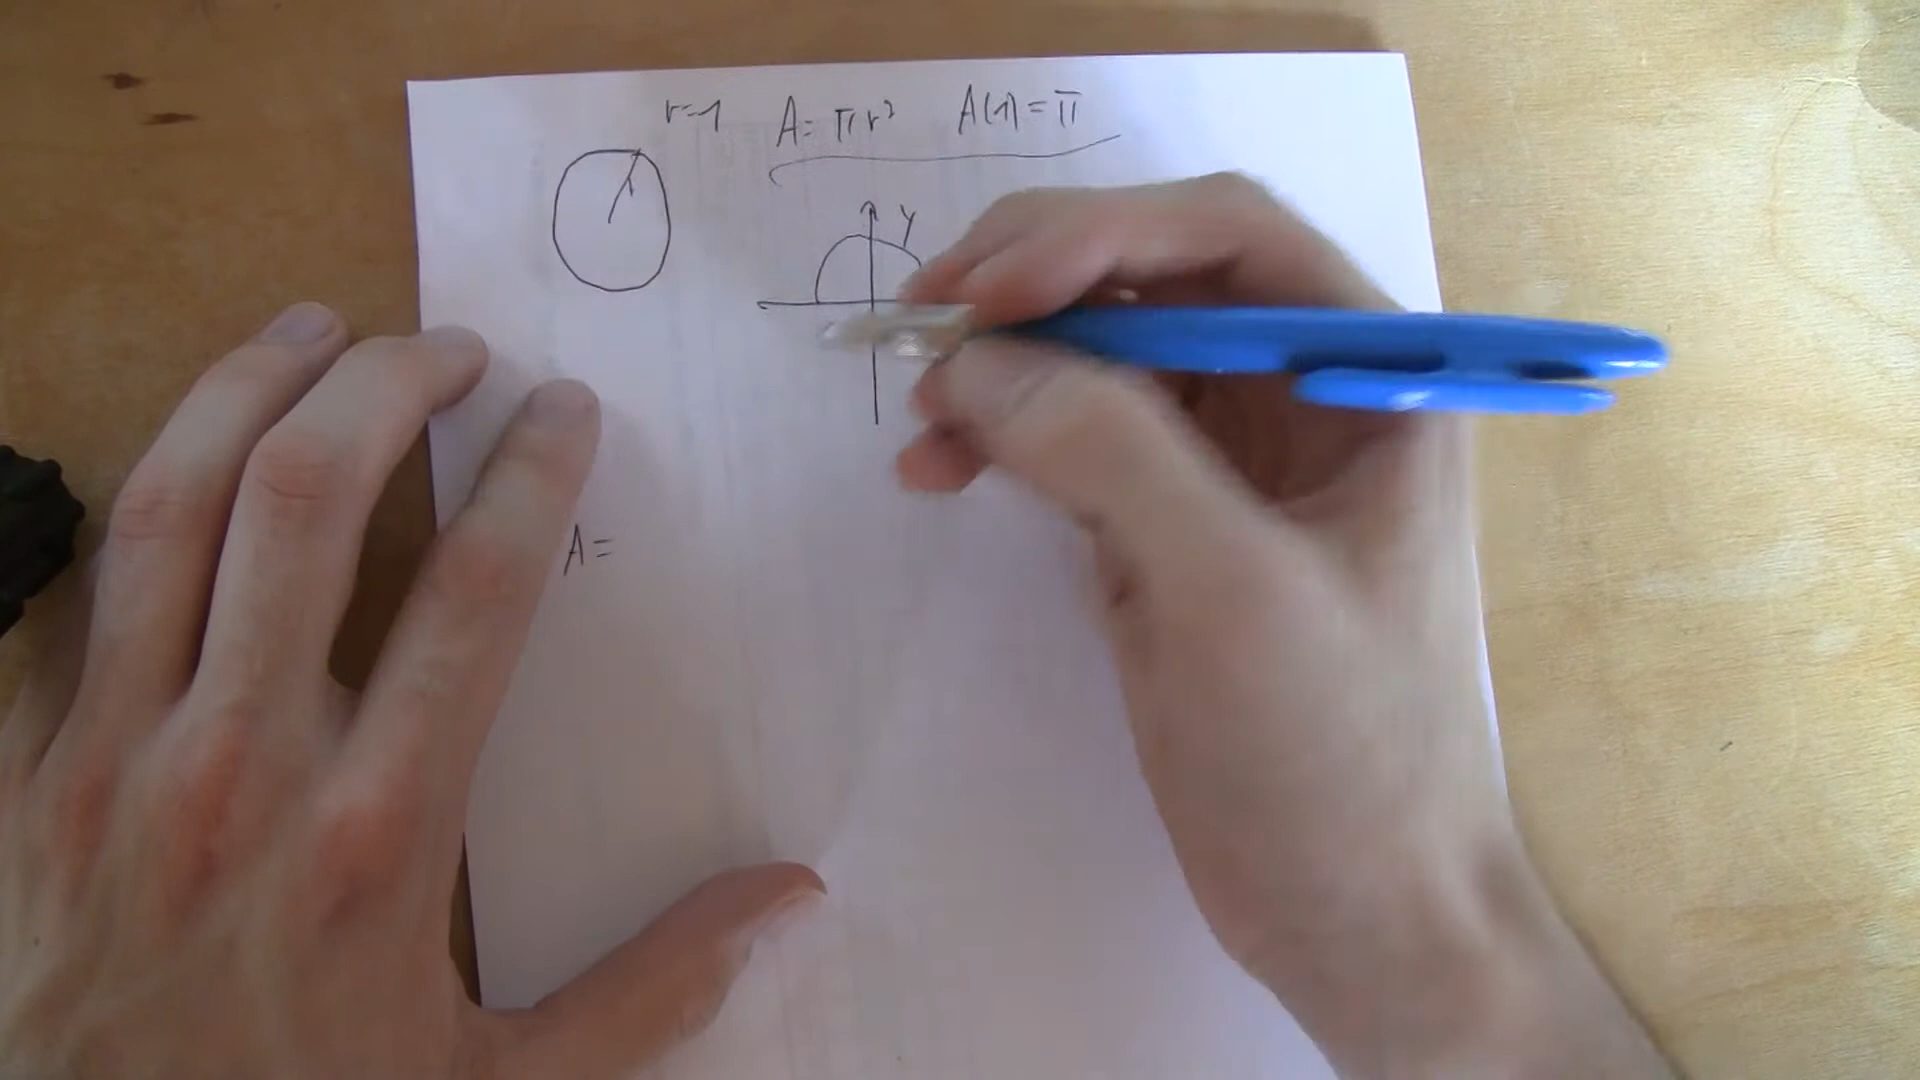 r=1 A=πr² A(1)=π
y
A=